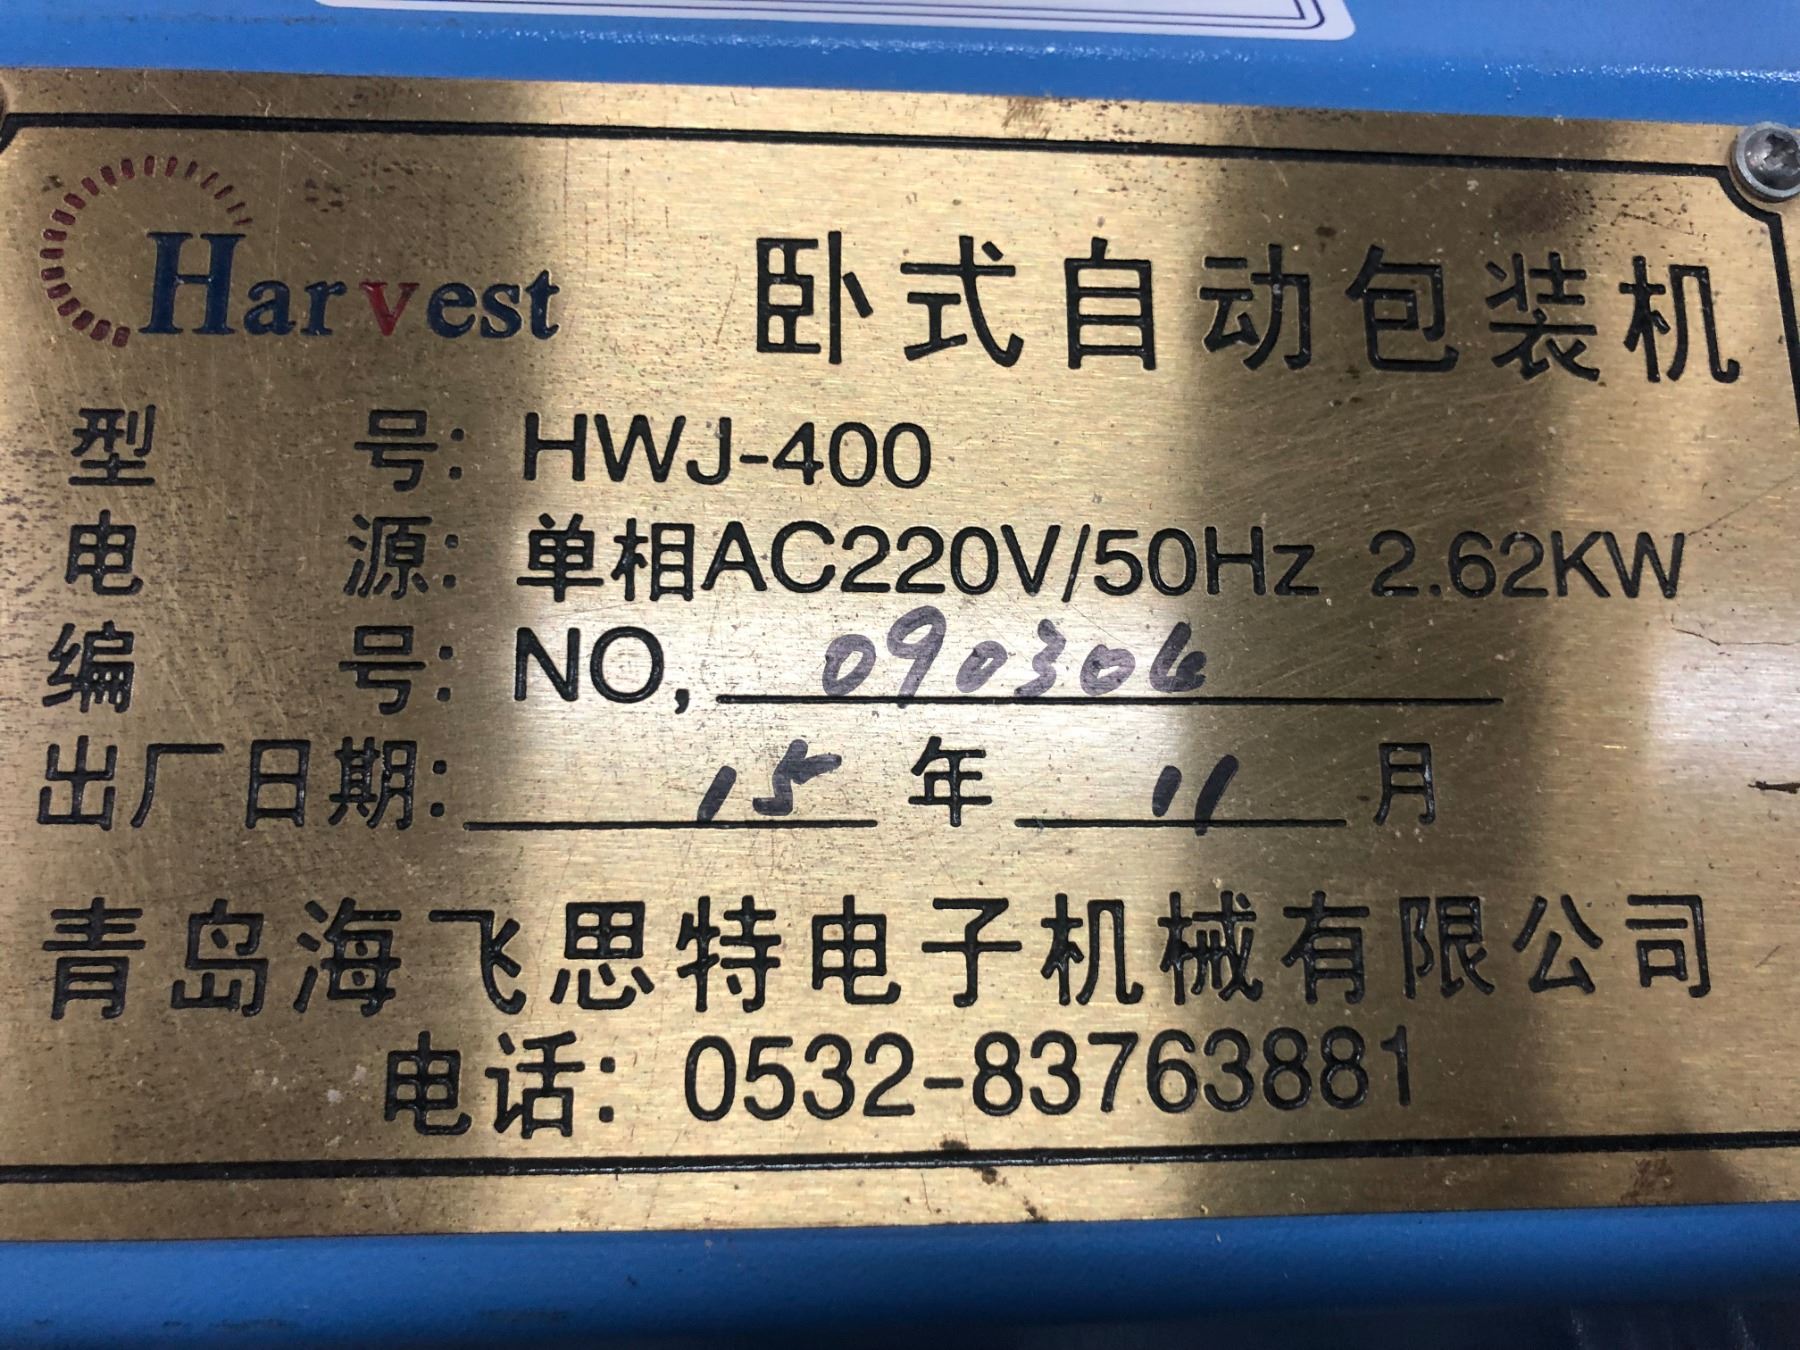 Harvest 卧式自动包装机
型号: HWJ-400
电源: 单相AC220V/50Hz 2.62KW
编号: NO, 090304
出厂日期: 15 年 11 月
青岛海飞思特电子机械有限公司
电话: 0532-83763881